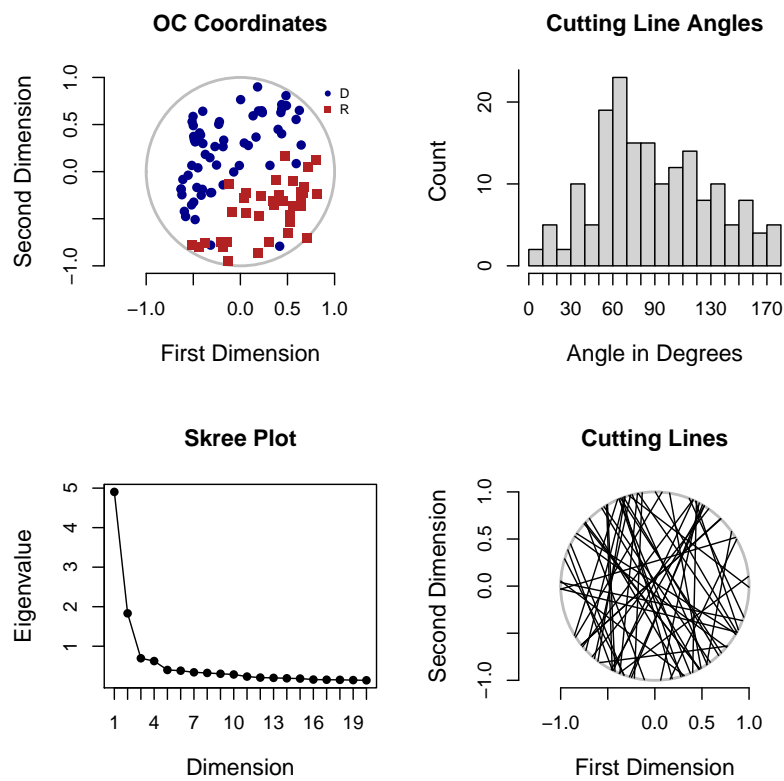 OC Coordinates
Second Dimension
1.0
0.5
0.0
−1.0
D
R
−1.0
0.0
0.5
1.0
First Dimension
Cutting Line Angles
Count
20
10
0
0
30
60
90
130
170
Angle in Degrees
Skree Plot
Eigenvalue
5
4
3
2
1
1
4
7
10
13
16
19
Dimension
Cutting Lines
Second Dimension
1.0
0.5
0.0
−1.0
−1.0
0.0
0.5
1.0
First Dimension